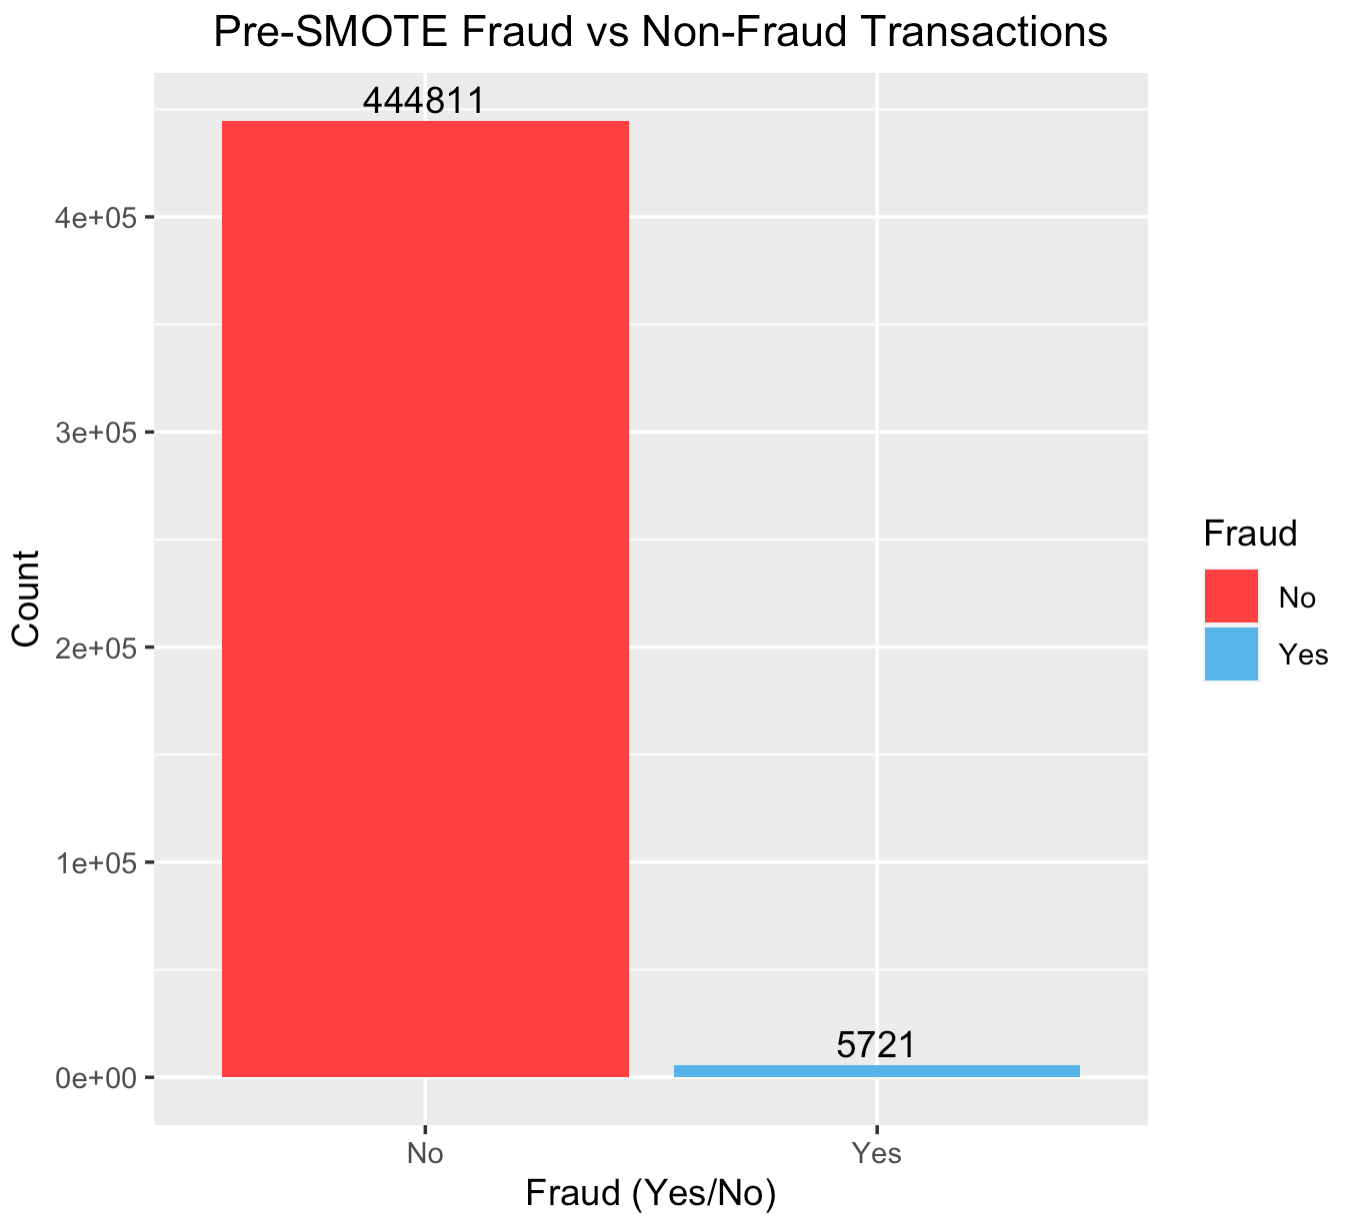 Pre-SMOTE Fraud vs Non-Fraud Transactions
444811
4e+05
3e+05
2e+05
1e+05
0e+00
Count
5721
No
Yes
Fraud (Yes/No)
Fraud
No
Yes